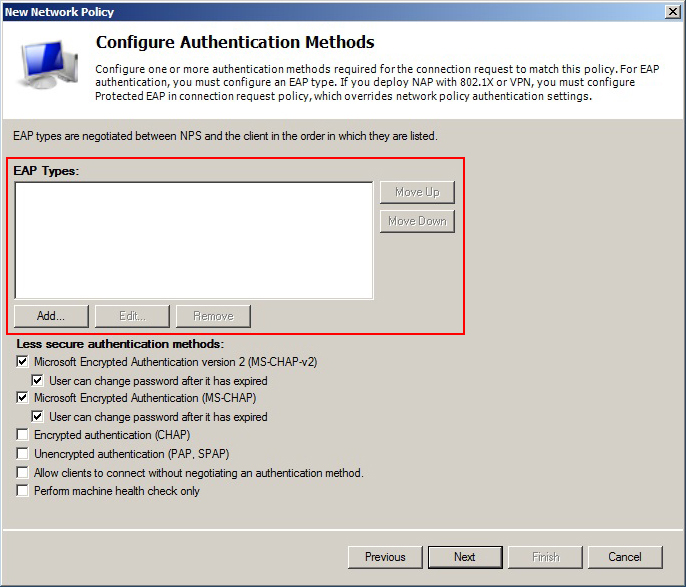 New Network Policy
Configure Authentication Methods
Configure one or more authentication methods required for the connection request to match this policy. For EAP
authentication, you must configure an EAP type. If you deploy NAP with 802.1X or VPN, you must configure
Protected EAP in connection request policy, which overrides network policy authentication settings.
EAP types are negotiated between NPS and the client in the order in which they are listed.
EAP Types:
Move Up
Move Down
Add... Edit... Remove
Less secure authentication methods:
Microsoft Encrypted Authentication version 2 (MS-CHAP-v2)
User can change password after it has expired
Microsoft Encrypted Authentication (MS-CHAP)
User can change password after it has expired
Encrypted authentication (CHAP)
Unencrypted authentication (PAP, SPAP)
Allow clients to connect without negotiating an authentication method.
Perform machine health check only
Previous Next Finish Cancel